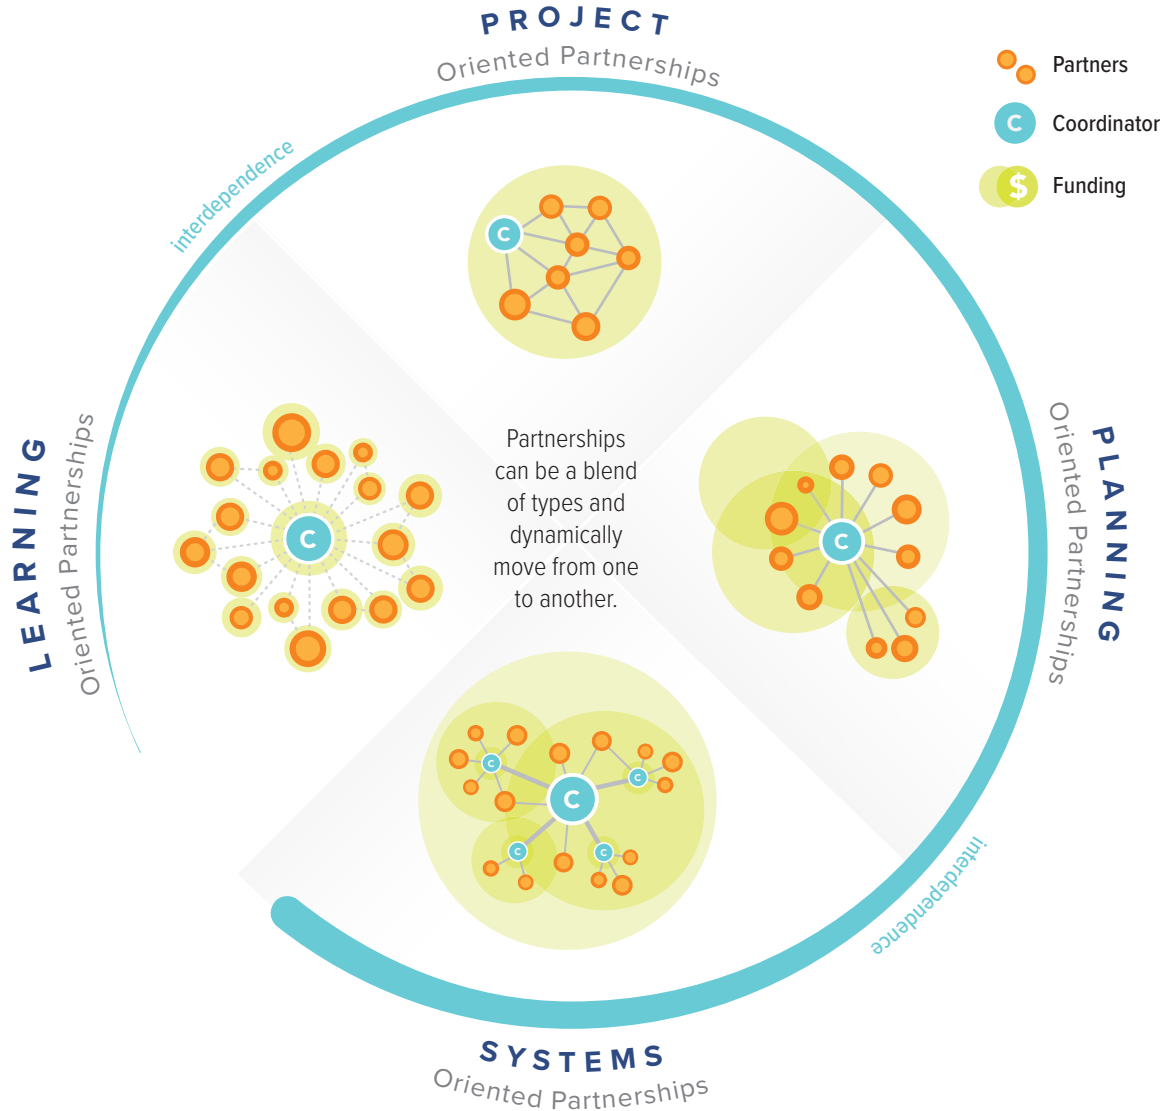 PROJECT
Oriented Partnerships
Partners
C
Coordinator
$
Funding
interdependence
C
LEARNING
Oriented Partnerships
C
Partnerships
can be a blend
of types and
dynamically
move from one
to another.
C
PLANNING
Oriented Partnerships
C
C
C
C
C
interdependence
SYSTEMS
Oriented Partnerships